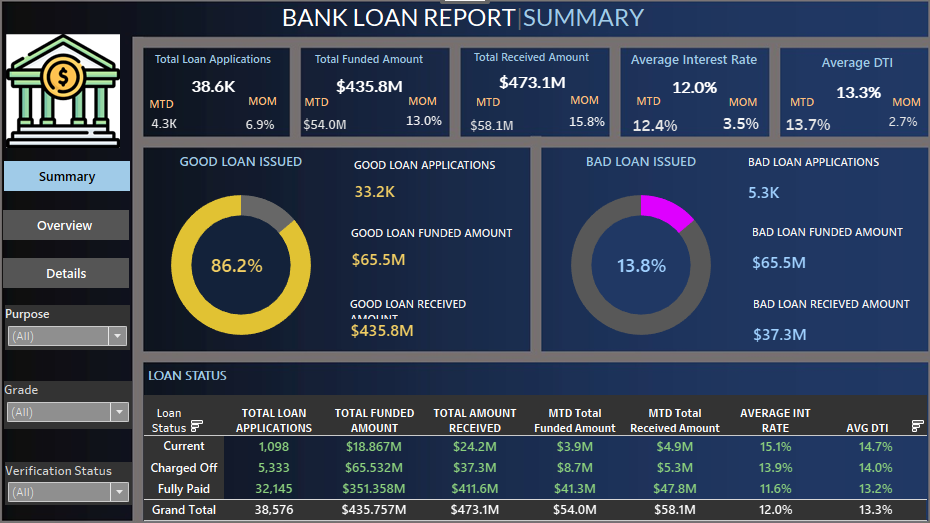 BANK LOAN REPORT|SUMMARY
$
Summary
Overview
Details
Purpose
(All)
Grade
(All)
Verification Status
(All)
Total Loan Applications
38.6K
MTD MOM
4.3K 6.9%
Total Funded Amount
$435.8M
MTD MOM
$54.0M 13.0%
Total Received Amount
$473.1M
MTD MOM
$58.1M 15.8%
Average Interest Rate
12.0%
MTD MOM
12.4% 3.5%
Average DTI
13.3%
MTD MOM
13.7% 2.7%
GOOD LOAN ISSUED
86.2%
GOOD LOAN APPLICATIONS
33.2K
GOOD LOAN FUNDED AMOUNT
$65.5M
GOOD LOAN RECEIVED
AMOUNT
$435.8M
BAD LOAN ISSUED
13.8%
BAD LOAN APPLICATIONS
5.3K
BAD LOAN FUNDED AMOUNT
$65.5M
BAD LOAN RECIEVED AMOUNT
$37.3M
LOAN STATUS
Loan Status TOTAL LOAN APPLICATIONS TOTAL FUNDED AMOUNT TOTAL AMOUNT RECEIVED MTD Total Funded Amount MTD Total Received Amount AVERAGE INT RATE AVG DTI
Current 1,098 $18.867M $24.2M $3.9M $4.9M 15.1% 14.7%
Charged Off 5,333 $65.532M $37.3M $8.7M $5.3M 13.9% 14.0%
Fully Paid 32,145 $351.358M $411.6M $41.3M $47.8M 11.6% 13.2%
Grand Total 38,576 $435.757M $473.1M $54.0M $58.1M 12.0% 13.3%